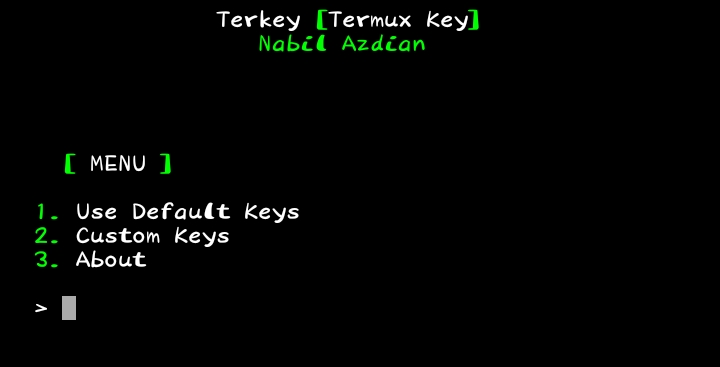 Terkey [Termux Key]
Nabil Azdian
[ MENU ]
1. Use Default Keys
2. Custom Keys
3. About
>